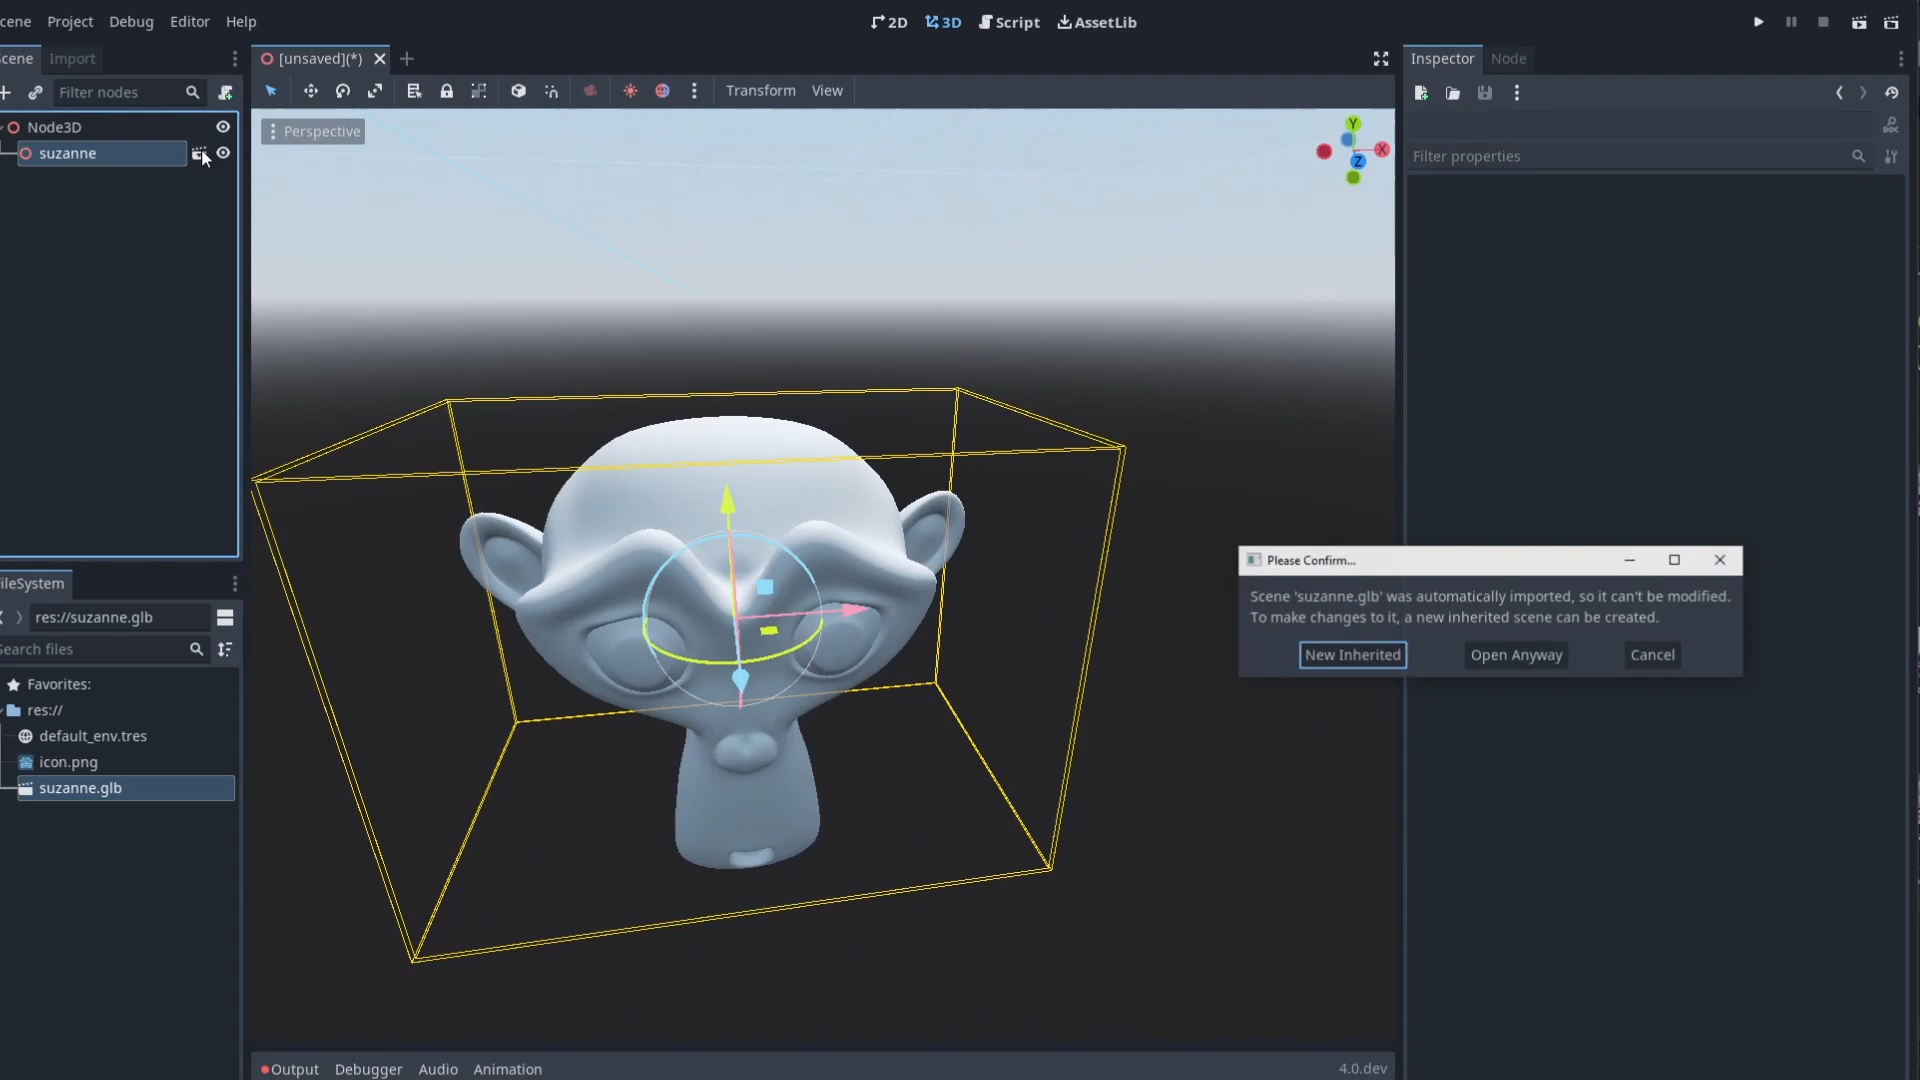 cene Project Debug Editor Help
2D 3D Script AssetLib
cene Import
[unsaved](*)
Inspector Node
Filter nodes
Transform View
Node3D
suzanne
Perspective
Y
X
Z
Filter properties
ileSystem
res://suzanne.glb
earch files
Favorites:
res://
default_env.tres
icon.png
suzanne.glb
Please Confirm...
Scene 'suzanne.glb' was automatically imported, so it can't be modified.
To make changes to it, a new inherited scene can be created.
New Inherited Open Anyway Cancel
Output Debugger Audio Animation 4.0.dev